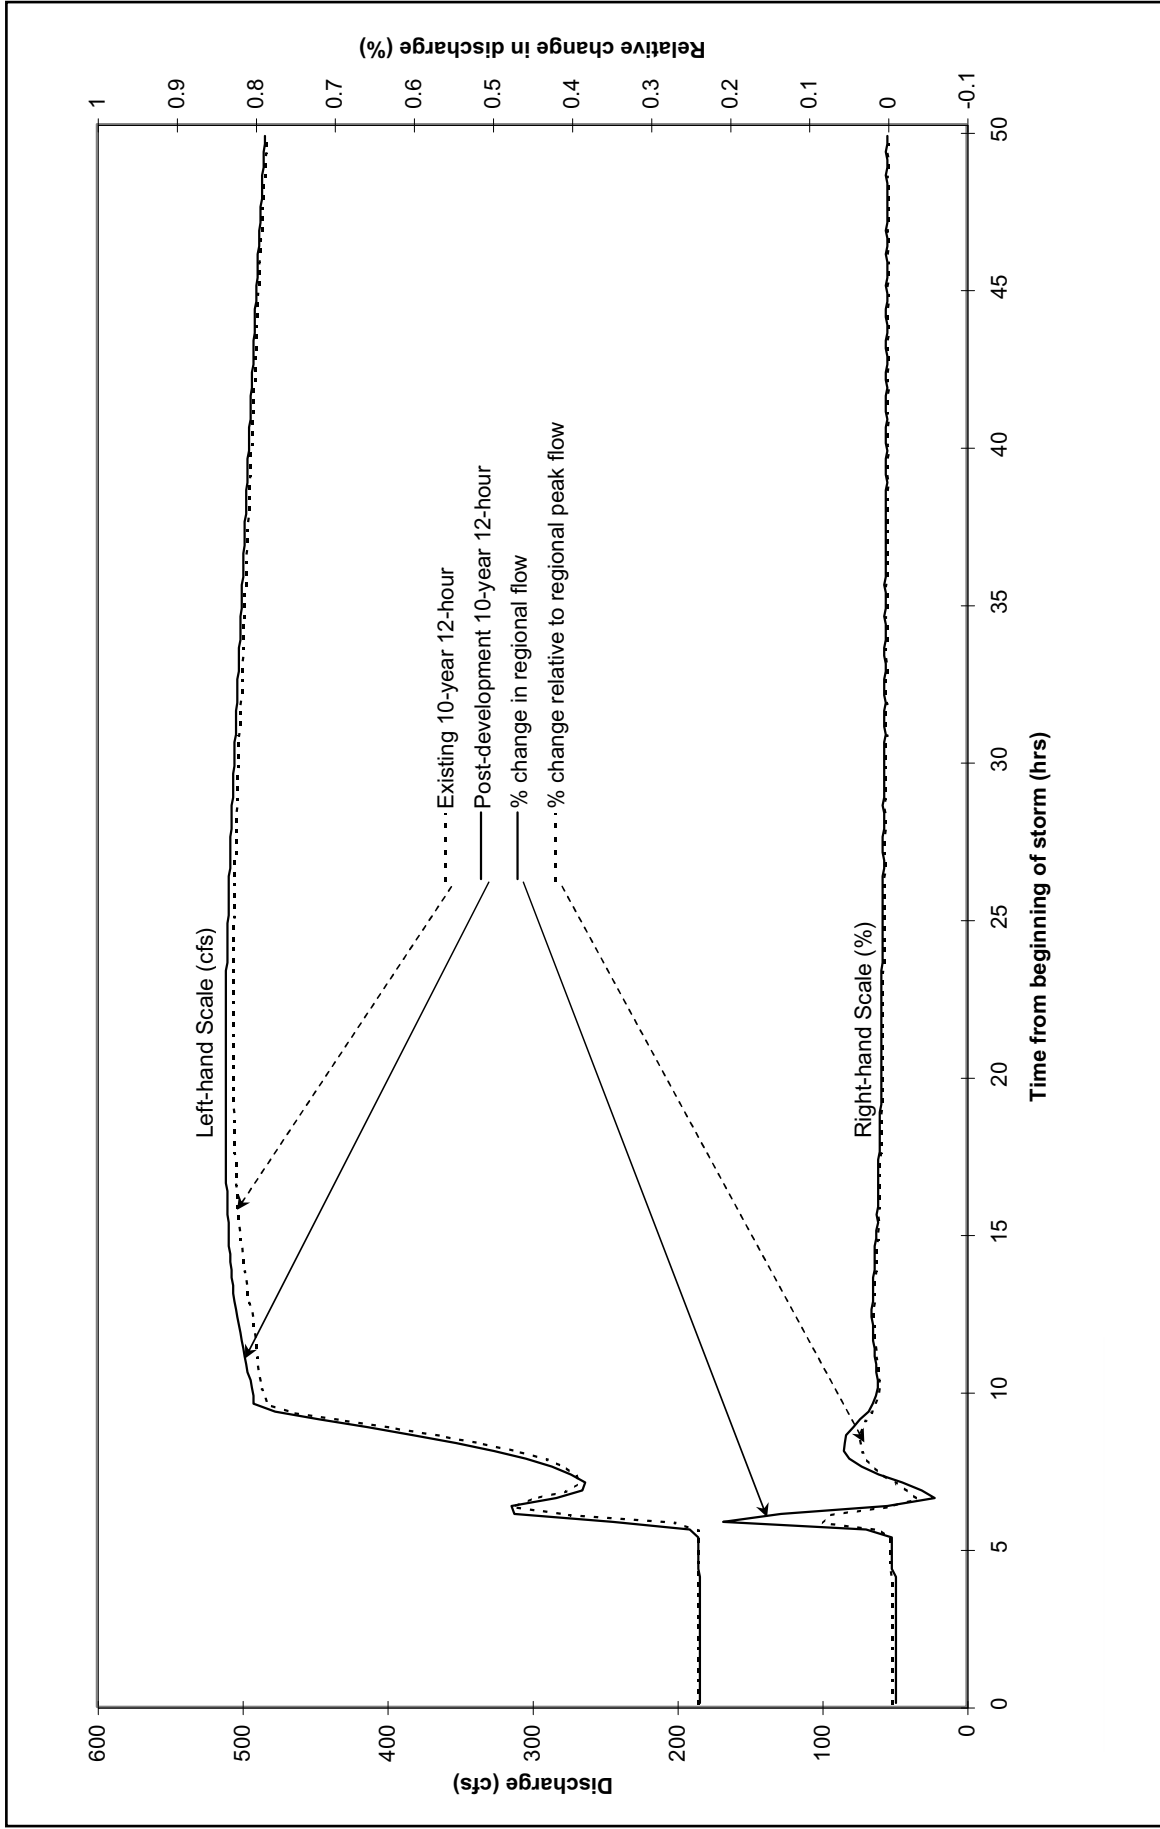 Left-hand Scale (cfs)
Existing 10-year 12-hour
Post-development 10-year 12-hour
% change in regional flow
% change relative to regional peak flow
Right-hand Scale (%)
Discharge (cfs)
600
500
400
300
200
100
0
Relative change in discharge (%)
1
0.9
0.8
0.7
0.6
0.5
0.4
0.3
0.2
0.1
0
-0.1
0 5 10 15 20 25 30 35 40 45 50
Time from beginning of storm (hrs)